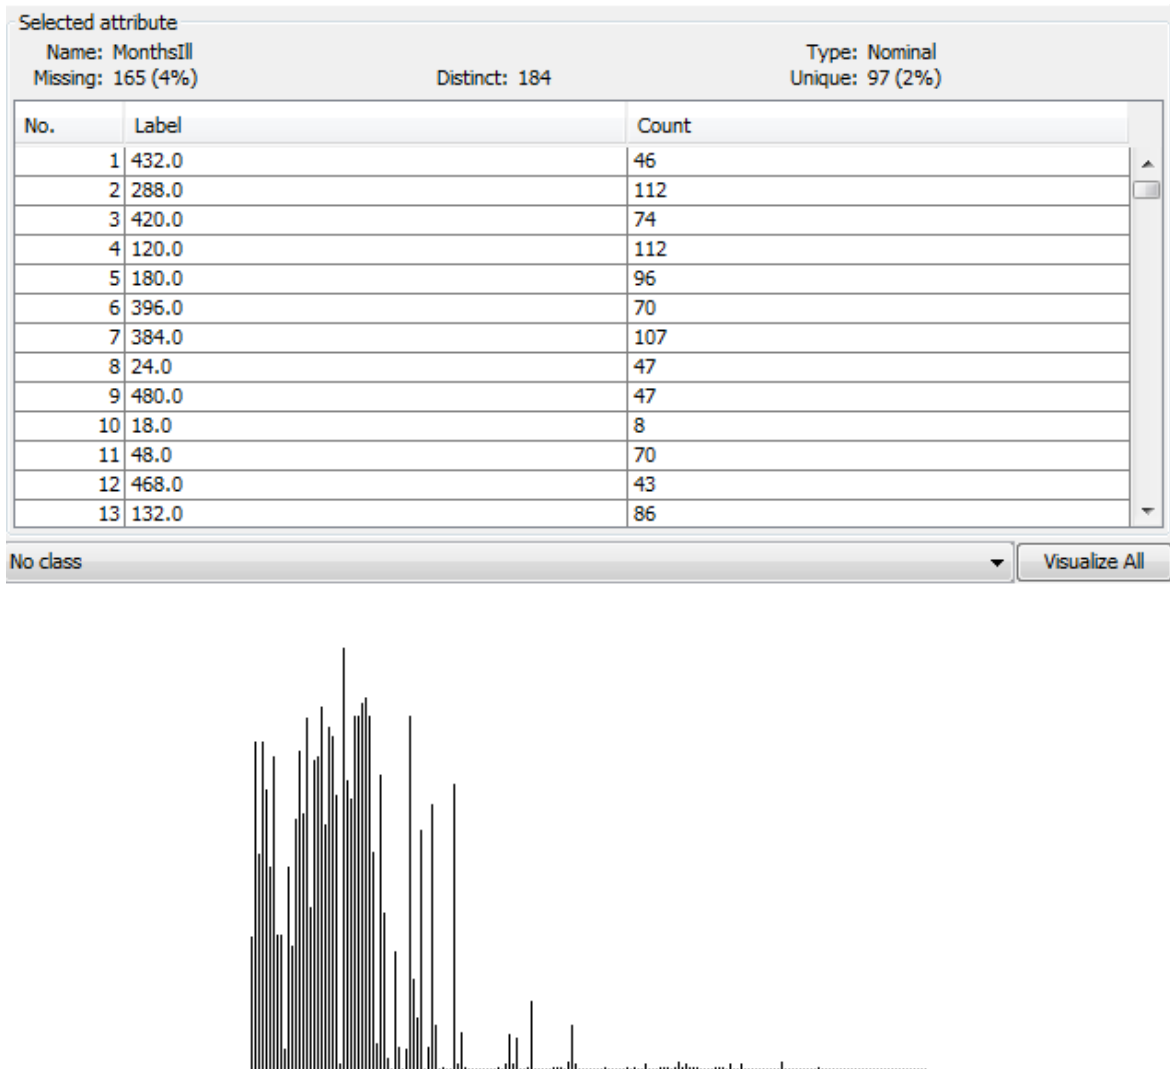 Selected attribute
Name: MonthsIll Type: Nominal
Missing: 165 (4%) Distinct: 184 Unique: 97 (2%)
No. Label Count
1 432.0 46
2 288.0 112
3 420.0 74
4 120.0 112
5 180.0 96
6 396.0 70
7 384.0 107
8 24.0 47
9 480.0 47
10 18.0 8
11 48.0 70
12 468.0 43
13 132.0 86
No class Visualize All